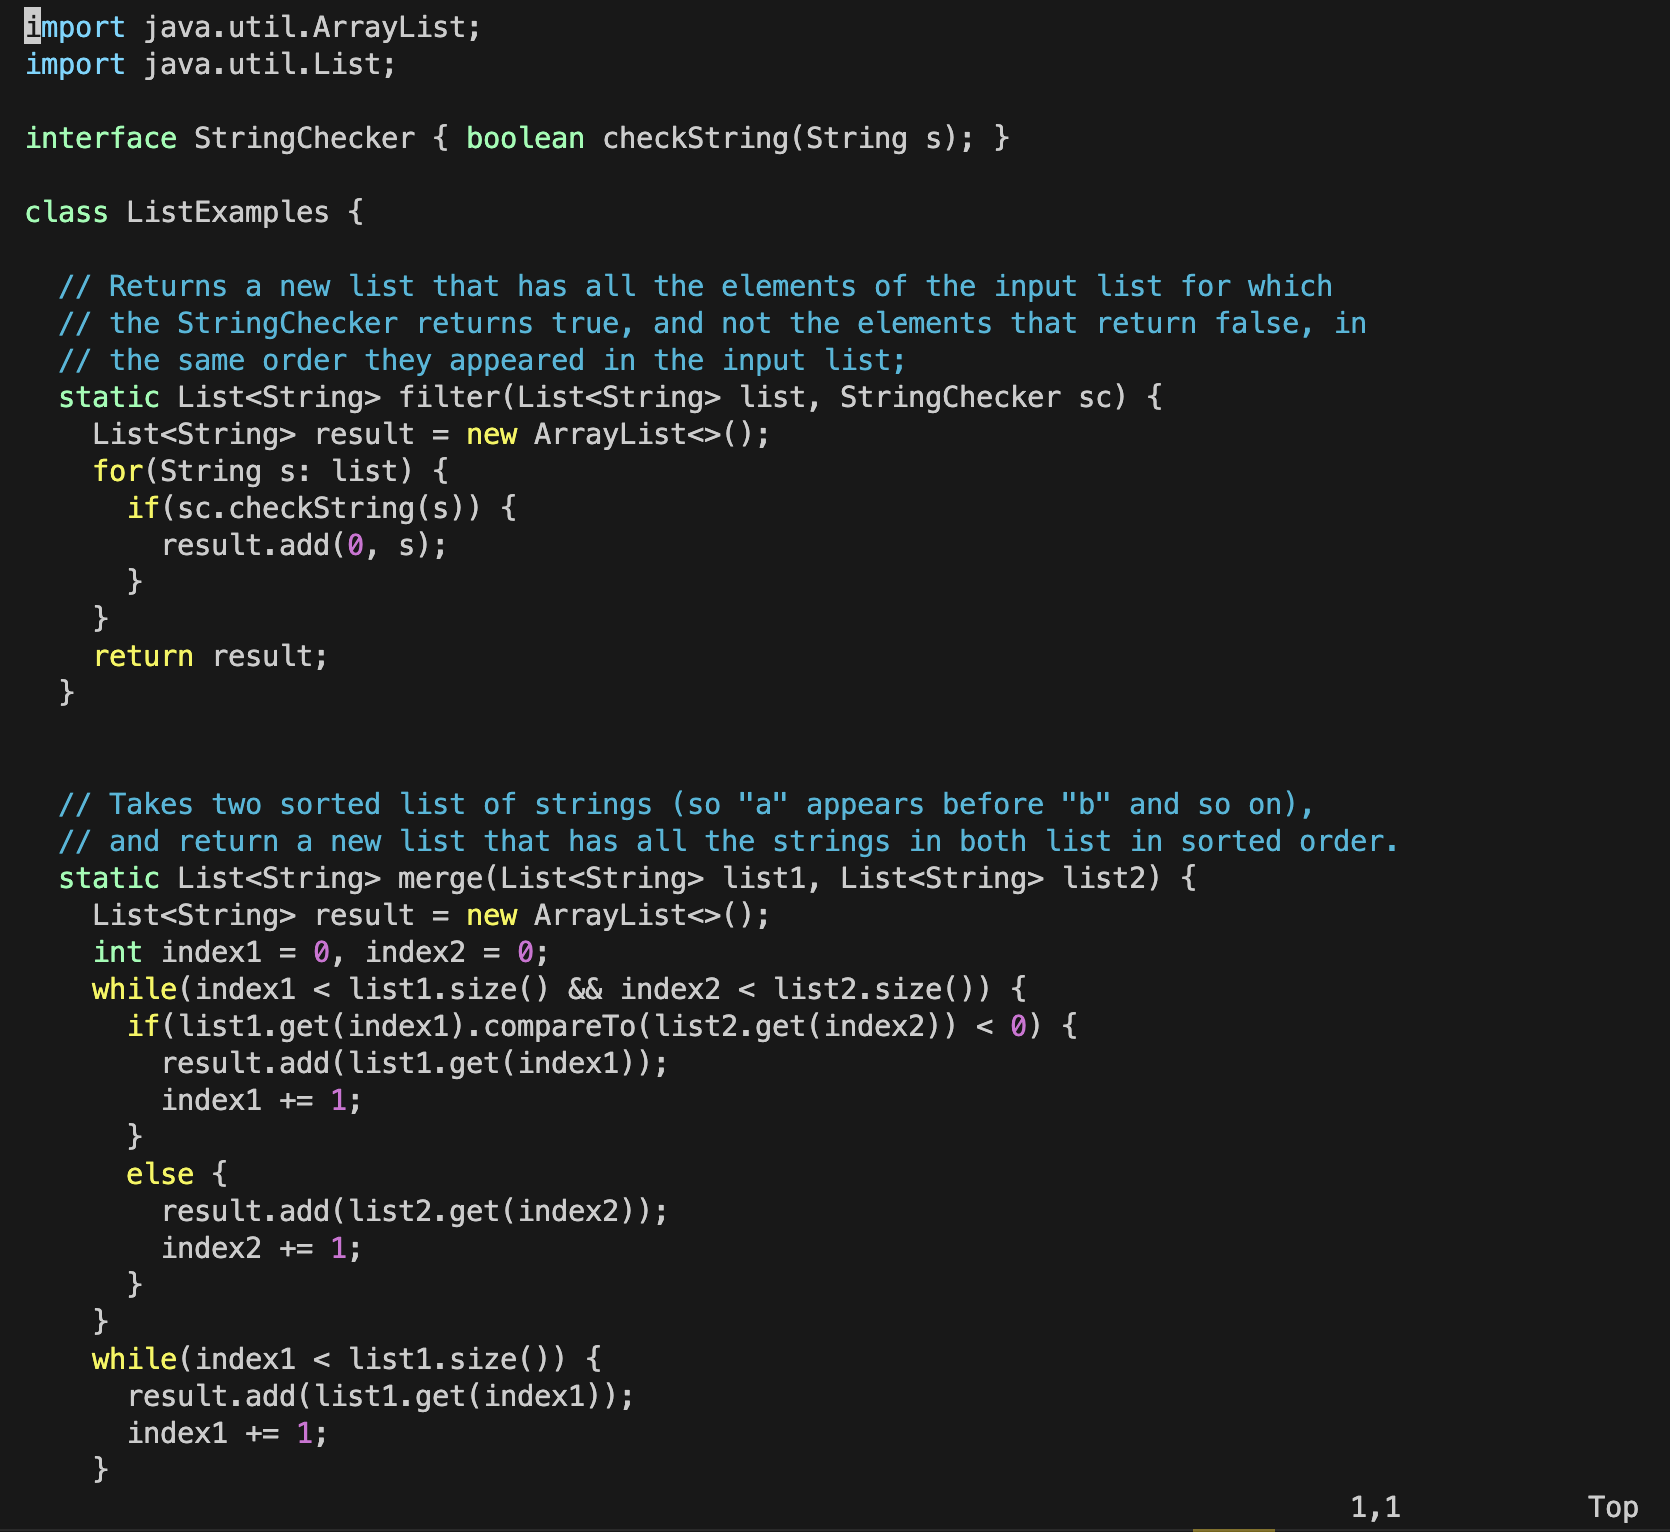 import java.util.ArrayList;
import java.util.List;

interface StringChecker { boolean checkString(String s); }

class ListExamples {

  // Returns a new list that has all the elements of the input list for which
  // the StringChecker returns true, and not the elements that return false, in
  // the same order they appeared in the input list;
  static List<String> filter(List<String> list, StringChecker sc) {
    List<String> result = new ArrayList<>();
    for(String s: list) {
      if(sc.checkString(s)) {
        result.add(0, s);
      }
    }
    return result;
  }


  // Takes two sorted list of strings (so "a" appears before "b" and so on),
  // and return a new list that has all the strings in both list in sorted order.
  static List<String> merge(List<String> list1, List<String> list2) {
    List<String> result = new ArrayList<>();
    int index1 = 0, index2 = 0;
    while(index1 < list1.size() && index2 < list2.size()) {
      if(list1.get(index1).compareTo(list2.get(index2)) < 0) {
        result.add(list1.get(index1));
        index1 += 1;
      }
      else {
        result.add(list2.get(index2));
        index2 += 1;
      }
    }
    while(index1 < list1.size()) {
      result.add(list1.get(index1));
      index1 += 1;
    }
1,1 Top